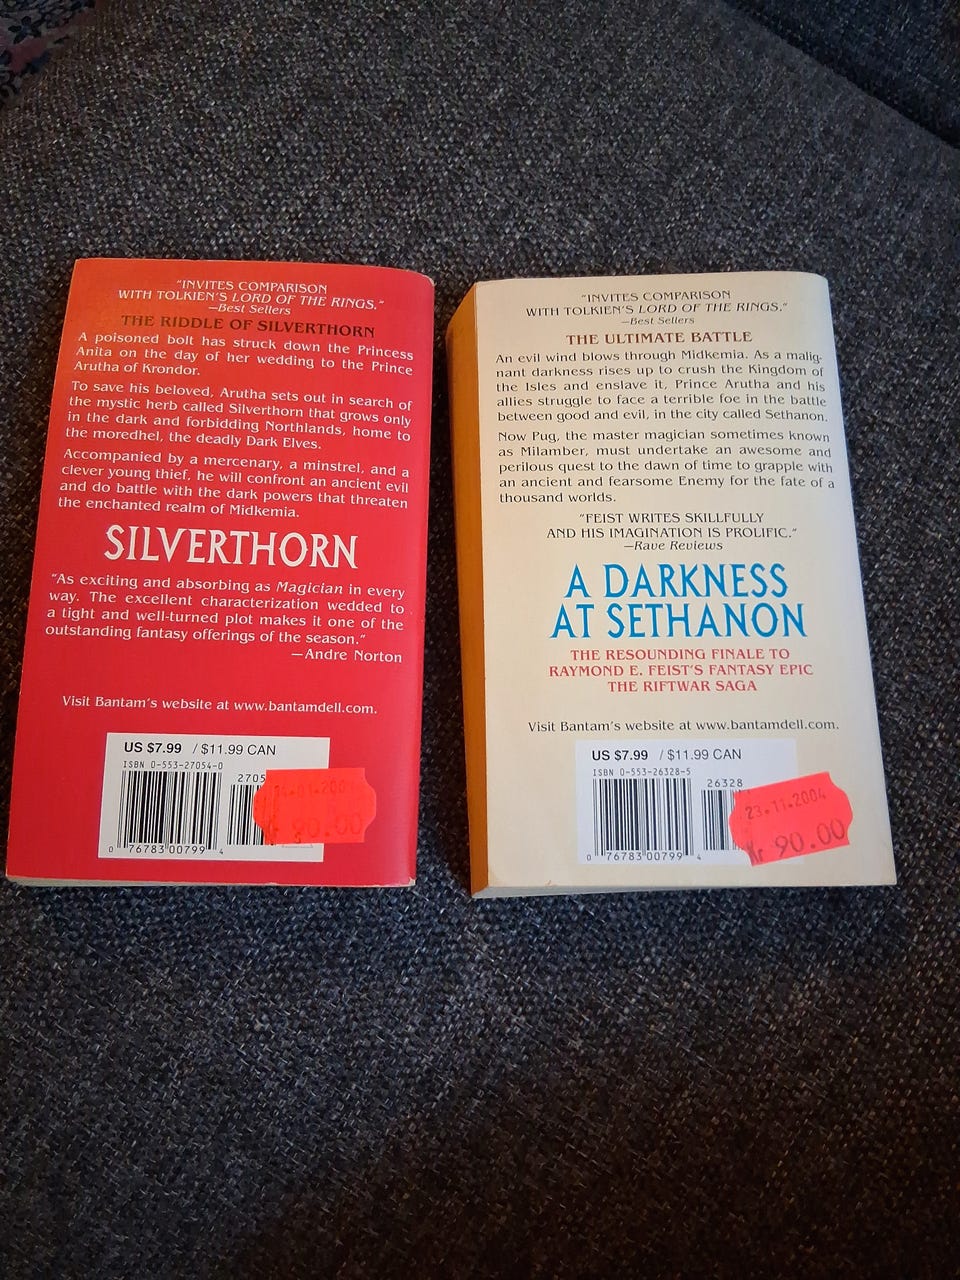 "INVITES COMPARISON
WITH TOLKIEN'S LORD OF THE RINGS."
—Best Sellers
THE RIDDLE OF SILVERTHORN
A poisoned bolt has struck down the Princess
Anita on the day of her wedding to the Prince
Arutha of Krondor.
To save his beloved, Arutha sets out in search of
the mystic herb called Silverthorn that grows only
in the dark and forbidding Northlands, home to
the moredhel, the deadly Dark Elves.
Accompanied by a mercenary, a minstrel, and a
clever young thief, he will confront an ancient evil
and do battle with the dark powers that threaten
the enchanted realm of Midkemia.
SILVERTHORN
"As exciting and absorbing as Magician in every
way. The excellent characterization wedded to
a tight and well-turned plot makes it one of the
outstanding fantasy offerings of the season."
—Andre Norton
Visit Bantam's website at www.bantamdell.com.
US $7.99 / $11.99 CAN
ISBN 0-553-27054-0
2705
0 76783 00799 4
90.00
"INVITES COMPARISON
WITH TOLKIEN'S LORD OF THE RINGS."
—Best Sellers
THE ULTIMATE BATTLE
An evil wind blows through Midkemia. As a malig-
nant darkness rises up to crush the Kingdom of
the Isles and enslave it, Prince Arutha and his
allies struggle to face a terrible foe in the battle
between good and evil, in the city called Sethanon.
Now Pug, the master magician sometimes known
as Milamber, must undertake an awesome and
perilous quest to the dawn of time to grapple with
an ancient and fearsome Enemy for the fate of a
thousand worlds.
"FEIST WRITES SKILLFULLY
AND HIS IMAGINATION IS PROLIFIC."
—Rave Reviews
A DARKNESS
AT SETHANON
THE RESOUNDING FINALE TO
RAYMOND E. FEIST'S FANTASY EPIC
THE RIFTWAR SAGA
Visit Bantam's website at www.bantamdell.com.
US $7.99 / $11.99 CAN
ISBN 0-553-26328-5
26328
0 76783 00799 4
23.11.2004
Kr 90.00